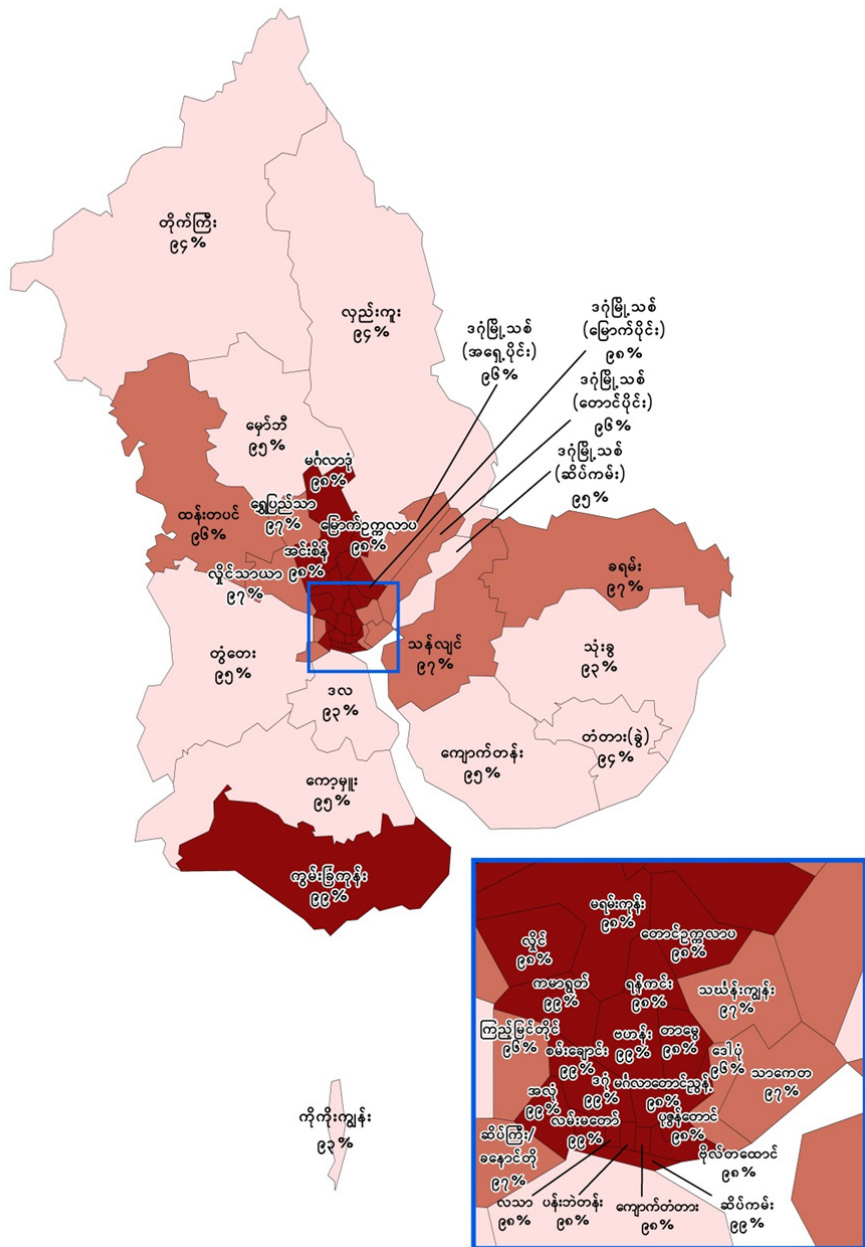 တိုက်ကြီး
၉၄%
လှည်းကူး
၉၄%
ဒဂုံမြို့သစ်
(အရှေ့ပိုင်း)
၉၆%
ဒဂုံမြို့သစ်
(မြောက်ပိုင်း)
၉၈%
ဒဂုံမြို့သစ်
(တောင်ပိုင်း)
၉၆%
ဒဂုံမြို့သစ်
(ဆိပ်ကမ်း)
၉၅%
မှော်ဘီ
၉၅%
မင်္ဂလာဒုံ
၉၈%
ရွှေပြည်သာ
၉၇%
မြောက်ဥက္ကလာပ
၉၈%
ထန်းတပင်
၉၆%
အင်းစိန်
၉၈%
လှိုင်သာယာ
၉၇%
ခရမ်း
၉၇%
တွံတေး
၉၅%
သန်လျင်
၉၇%
သုံးခွ
၉၃%
ဒလ
၉၃%
ကျောက်တန်း
၉၅%
တံတား(ခွဲ)
၉၄%
ကော့မှူး
၉၅%
ကွမ်းခြံကုန်း
၉၉%
ကိုကိုးကျွန်း
၉၃%
မရမ်းကုန်း
၉၈%
လှိုင်
၉၈%
တောင်ဥက္ကလာပ
၉၈%
ကမာရွတ်
၉၉%
ရန်ကင်း
၉၈%
သင်္ဃန်းကျွန်း
၉၇%
ကြည့်မြင်တိုင်
၉၆%
စမ်းချောင်း
၉၉%
ဗဟန်း
၉၉%
တာမွေ
၉၈%
ဒေါပုံ
၉၆%
သာကေတ
၉၇%
အလုံ
၉၉%
ဒဂုံ
၉၉%
မင်္ဂလာတောင်ညွန့်
၉၈%
လမ်းမတော်
၉၉%
ပုဇွန်တောင်
၉၈%
ဆိပ်ကြီး/
ခနောင်တို
၉၇%
ဗိုလ်တထောင်
၉၈%
လသာ
၉၈%
ပန်းဘဲတန်း
၉၈%
ကျောက်တံတား
၉၈%
ဆိပ်ကမ်း
၉၉%